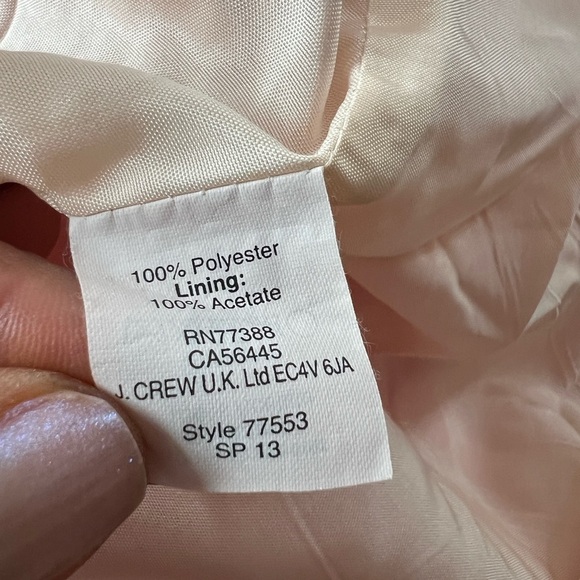 100% Polyester
Lining:
100% Acetate
RN77388
CA56445
J. CREW U.K. Ltd EC4V 6JA
Style 77553
SP 13